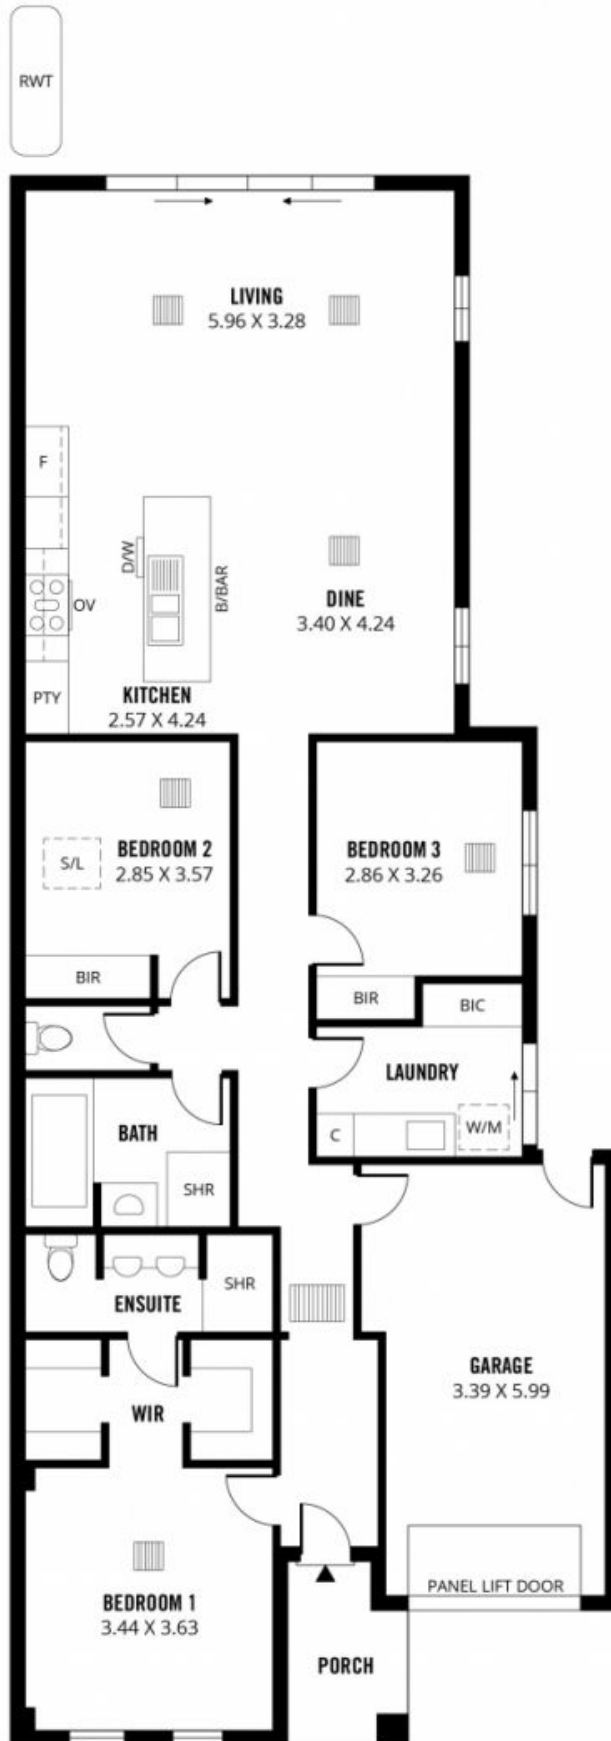 RWT
LIVING
5.96 X 3.28
F
D/W
B/BAR
OV
DINE
3.40 X 4.24
PTY
KITCHEN
2.57 X 4.24
S/L
BEDROOM 2
2.85 X 3.57
BEDROOM 3
2.86 X 3.26
BIR
BIR
BIC
LAUNDRY
C
W/M
BATH
SHR
SHR
ENSUITE
WIR
GARAGE
3.39 X 5.99
PANEL LIFT DOOR
BEDROOM 1
3.44 X 3.63
PORCH